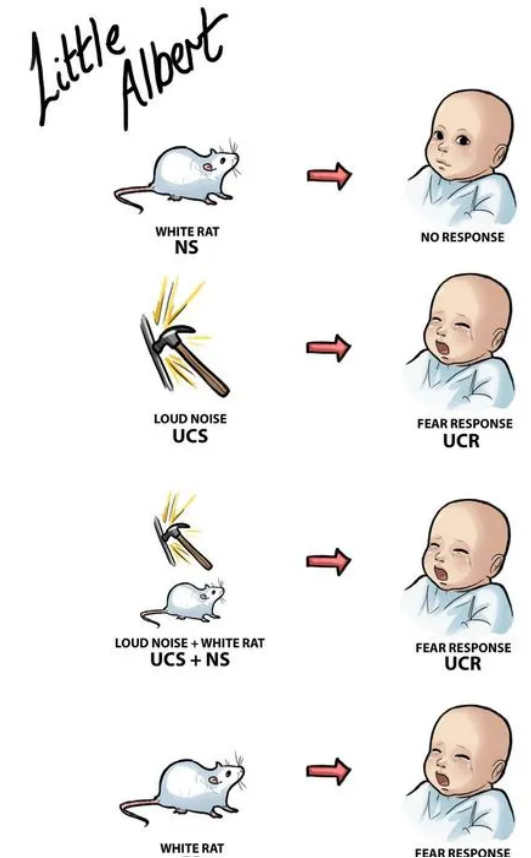 Little
Albert
WHITE RAT
NS
NO RESPONSE
LOUD NOISE
UCS
FEAR RESPONSE
UCR
LOUD NOISE + WHITE RAT
UCS + NS
FEAR RESPONSE
UCR
WHITE RAT
FEAR RESPONSE